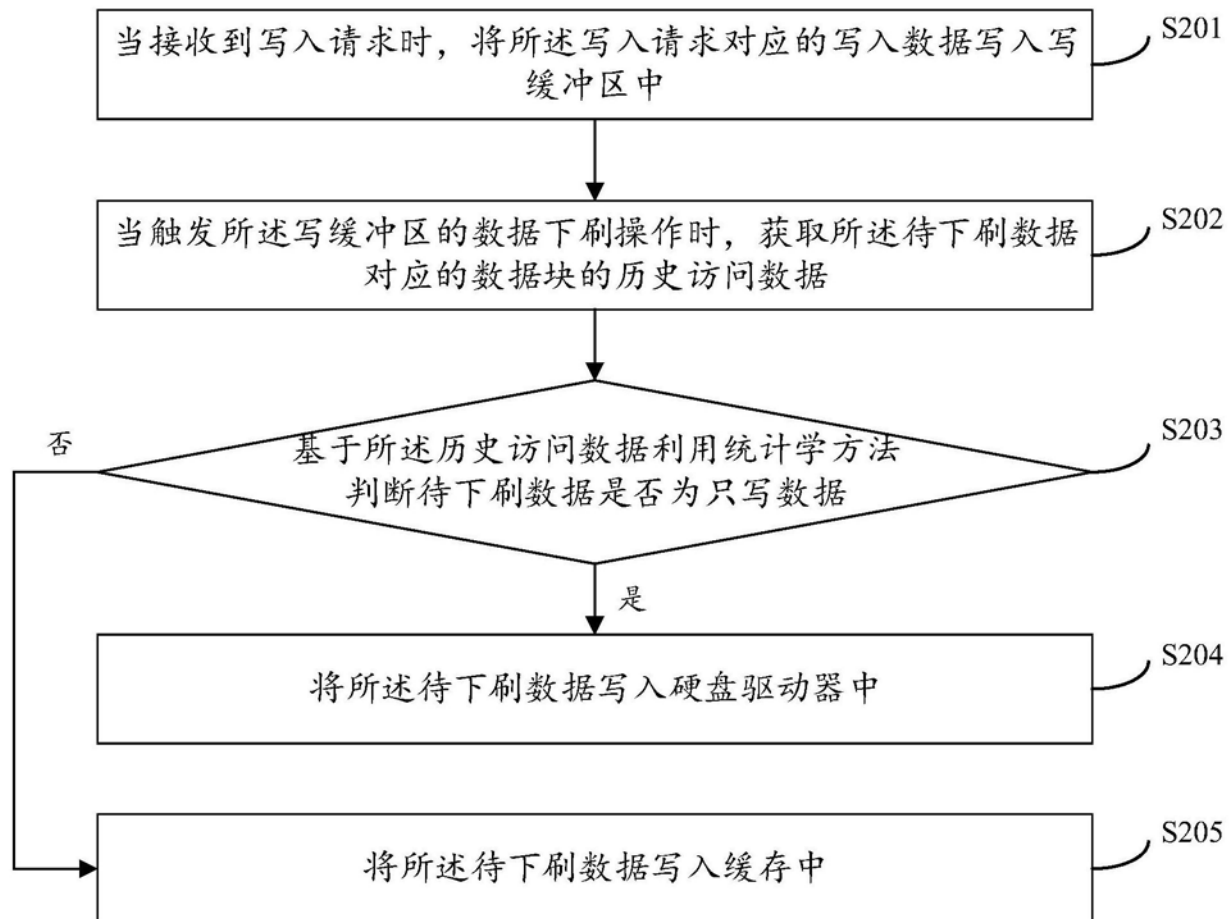 当接收到写入请求时，将所述写入请求对应的写入数据写入写
缓冲区中
S201
当触发所述写缓冲区的数据下刷操作时，获取所述待下刷数据
对应的数据块的历史访问数据
S202
否
基于所述历史访问数据利用统计学方法
判断待下刷数据是否为只写数据
S203
是
将所述待下刷数据写入硬盘驱动器中
S204
将所述待下刷数据写入缓存中
S205